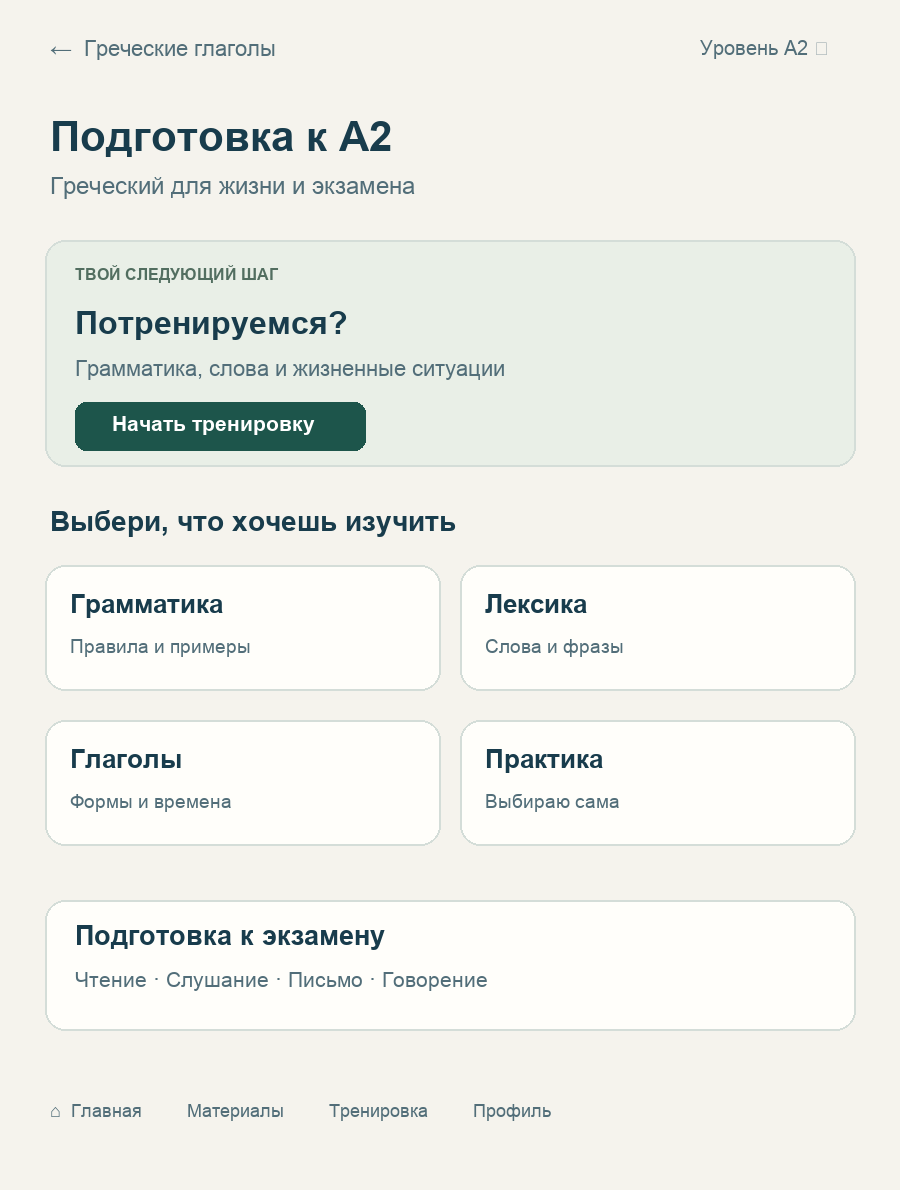 ← Греческие глаголы
Уровень A2
Подготовка к A2
Греческий для жизни и экзамена
ТВОЙ СЛЕДУЮЩИЙ ШАГ
Потренируемся?
Грамматика, слова и жизненные ситуации
Начать тренировку
Выбери, что хочешь изучить
Грамматика
Правила и примеры
Лексика
Слова и фразы
Глаголы
Формы и времена
Практика
Выбираю сама
Подготовка к экзамену
Чтение · Слушание · Письмо · Говорение
⌂ Главная Материалы Тренировка Профиль